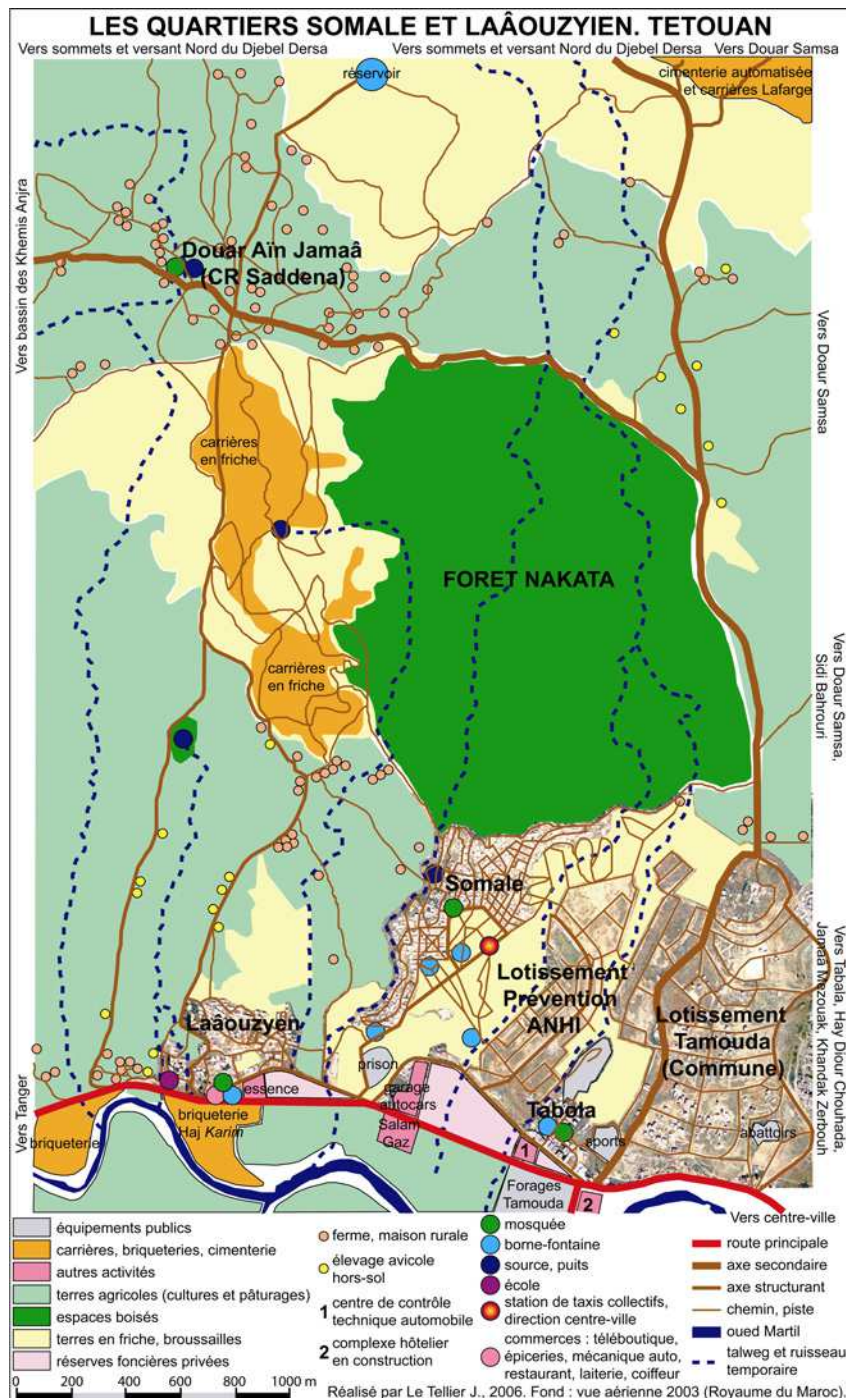 LES QUARTIERS SOMALE ET LAÂOUZYIEN. TETOUAN
Vers sommets et versant Nord du Djebel Dersa
Vers sommets et versant Nord du Djebel Dersa
Vers Douar Samsa
réservoir
cimenterie automatisée
et carrières Lafarge
Vers bassin des Khemis Anjra
Douar Aïn Jamaâ
(CR Saddena)
Vers Doaur Samsa
carrières
en friche
FORET NAKATA
carrières
en friche
Vers Doaur Samsa,
Sidi Bahrouri
Somale
Lotissement
Prévention
ANHI
Lotissement
Tamouda
(Commune)
Vers Tabala, Hay Diour Chouhada,
Jamaâ Mezouak, Khandak Zerbouh
Laâouzyen
prison
essence
garage
autocars
Salam
Gaz
Vers Tanger
briqueterie
briqueterie
Haj Karim
Tabola
sports
abattoirs
1
Forages
Tamouda
2
Vers centre-ville
équipements publics
carrières, briqueteries, cimenterie
autres activités
terres agricoles (cultures et pâturages)
espaces boisés
terres en friche, broussailles
réserves foncières privées
ferme, maison rurale
élevage avicole
hors-sol
1 centre de contrôle
technique automobile
2 complexe hôtelier
en construction
mosquée
borne-fontaine
source, puits
école
station de taxis collectifs,
direction centre-ville
commerces : téléboutique,
épiceries, mécanique auto,
restaurant, laiterie, coiffeur
route principale
axe secondaire
axe structurant
chemin, piste
oued Martil
talweg et ruisseau
temporaire
0 200 400 600 800 1000 m
Réalisé par Le Tellier J., 2006. Fond : vue aérienne 2003 (Royaume du Maroc).